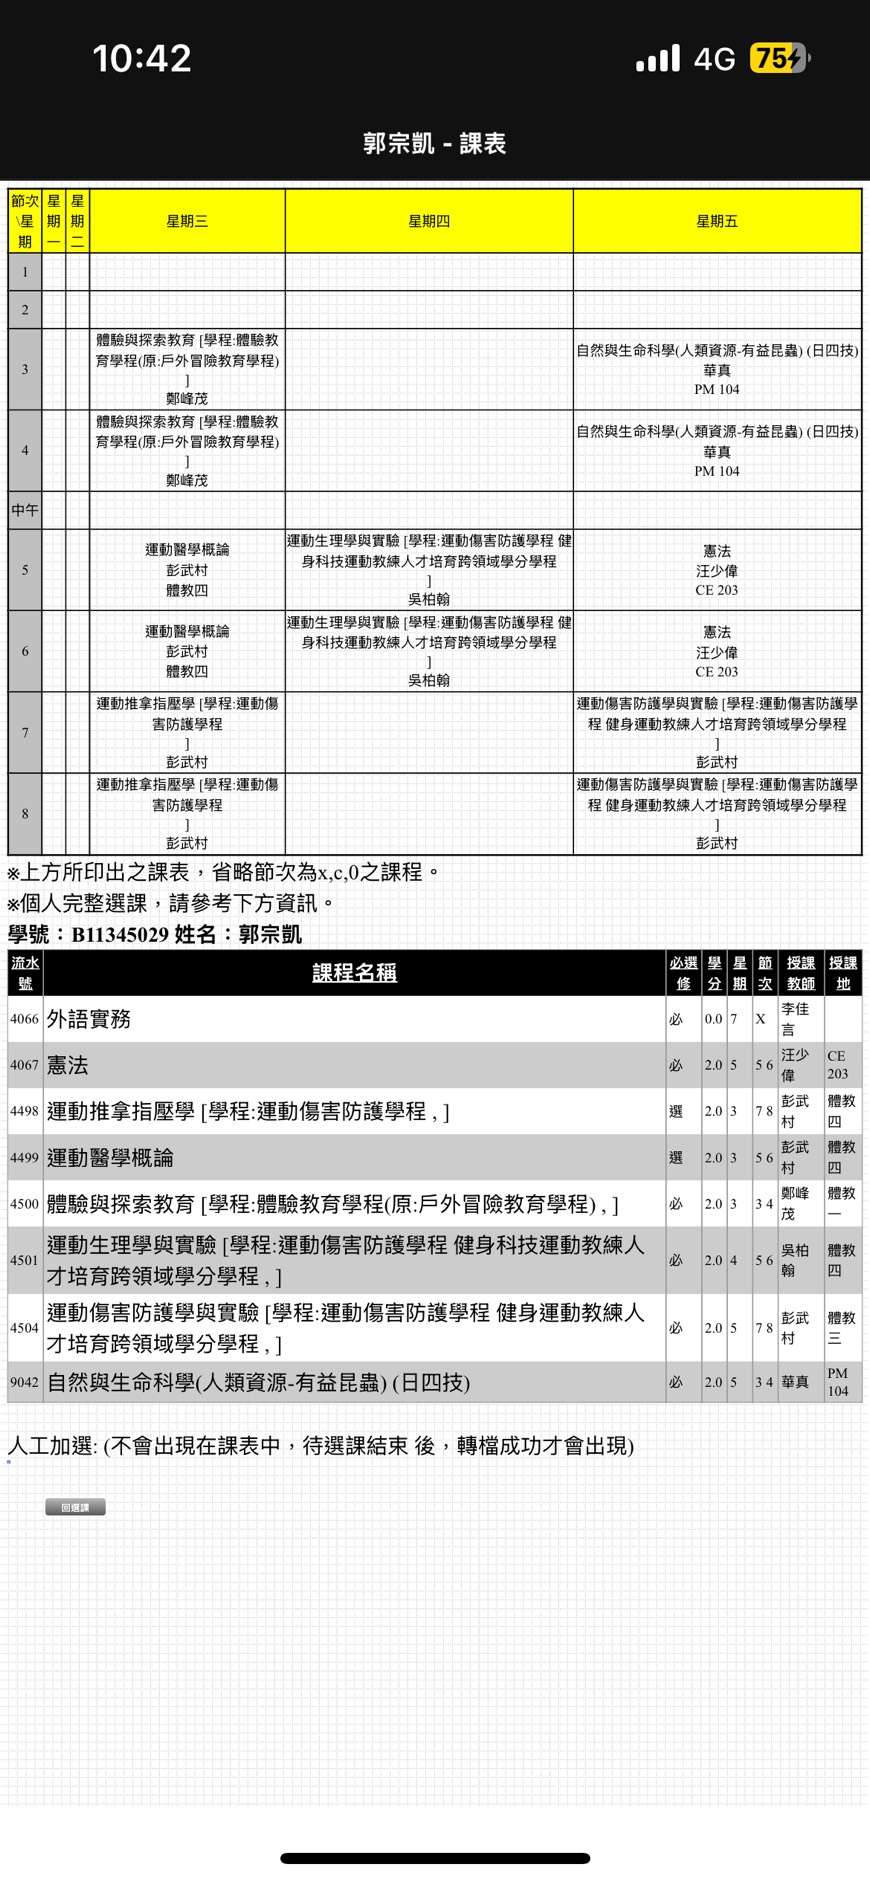 10:42
4G 75
郭宗凱 - 課表
節次\星期 星期一 星期二 星期三 星期四 星期五
1
2
3
體驗與探索教育 [學程:體驗教
育學程(原:戶外冒險教育學程)
]
鄭峰茂
自然與生命科學(人類資源-有益昆蟲) (日四技)
華真
PM 104
4
體驗與探索教育 [學程:體驗教
育學程(原:戶外冒險教育學程)
]
鄭峰茂
自然與生命科學(人類資源-有益昆蟲) (日四技)
華真
PM 104
中午
5
運動醫學概論
彭武村
體教四
運動生理學與實驗 [學程:運動傷害防護學程 健
身科技運動教練人才培育跨領域學分學程
]
吳柏翰
憲法
汪少偉
CE 203
6
運動醫學概論
彭武村
體教四
運動生理學與實驗 [學程:運動傷害防護學程 健
身科技運動教練人才培育跨領域學分學程
]
吳柏翰
憲法
汪少偉
CE 203
7
運動推拿指壓學 [學程:運動傷
害防護學程
]
彭武村
運動傷害防護學與實驗 [學程:運動傷害防護學
程 健身運動教練人才培育跨領域學分學程
]
彭武村
8
運動推拿指壓學 [學程:運動傷
害防護學程
]
彭武村
運動傷害防護學與實驗 [學程:運動傷害防護學
程 健身運動教練人才培育跨領域學分學程
]
彭武村
※上方所印出之課表，省略節次為x,c,0之課程。
※個人完整選課，請參考下方資訊。
學號：B11345029 姓名：郭宗凱
流水號 課程名稱 必選修 學分 星期 節次 授課教師 授課地
4066 外語實務 必 0.0 7 X 李佳言
4067 憲法 必 2.0 5 5 6 汪少偉 CE 203
4498 運動推拿指壓學 [學程:運動傷害防護學程 , ] 選 2.0 3 7 8 彭武村 體教四
4499 運動醫學概論 選 2.0 3 5 6 彭武村 體教四
4500 體驗與探索教育 [學程:體驗教育學程(原:戶外冒險教育學程) , ] 必 2.0 3 3 4 鄭峰茂 體教一
4501 運動生理學與實驗 [學程:運動傷害防護學程 健身科技運動教練人
才培育跨領域學分學程 , ] 必 2.0 4 5 6 吳柏翰 體教四
4504 運動傷害防護學與實驗 [學程:運動傷害防護學程 健身運動教練人
才培育跨領域學分學程 , ] 必 2.0 5 7 8 彭武村 體教三
9042 自然與生命科學(人類資源-有益昆蟲) (日四技) 必 2.0 5 3 4 華真 PM 104
人工加選: (不會出現在課表中，待選課結束 後，轉檔成功才會出現)
回選課